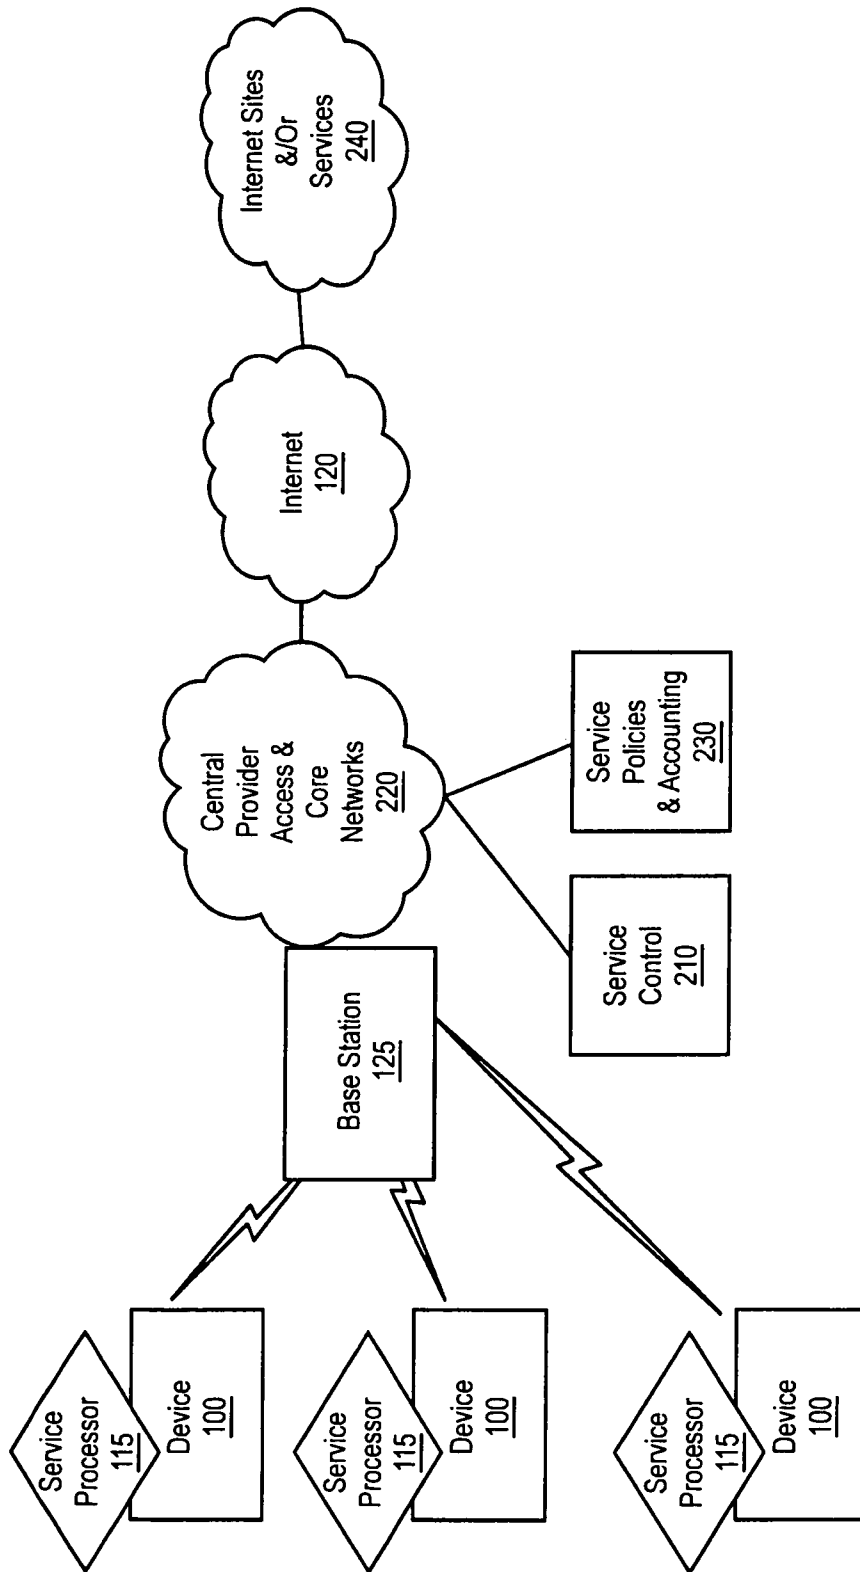 Service
Processor
115
Device
100
Service
Processor
115
Device
100
Service
Processor
115
Device
100
Base Station
125
Central
Provider
Access &
Core
Networks
220
Service
Control
210
Service
Policies
& Accounting
230
Internet
120
Internet Sites
&/Or
Services
240